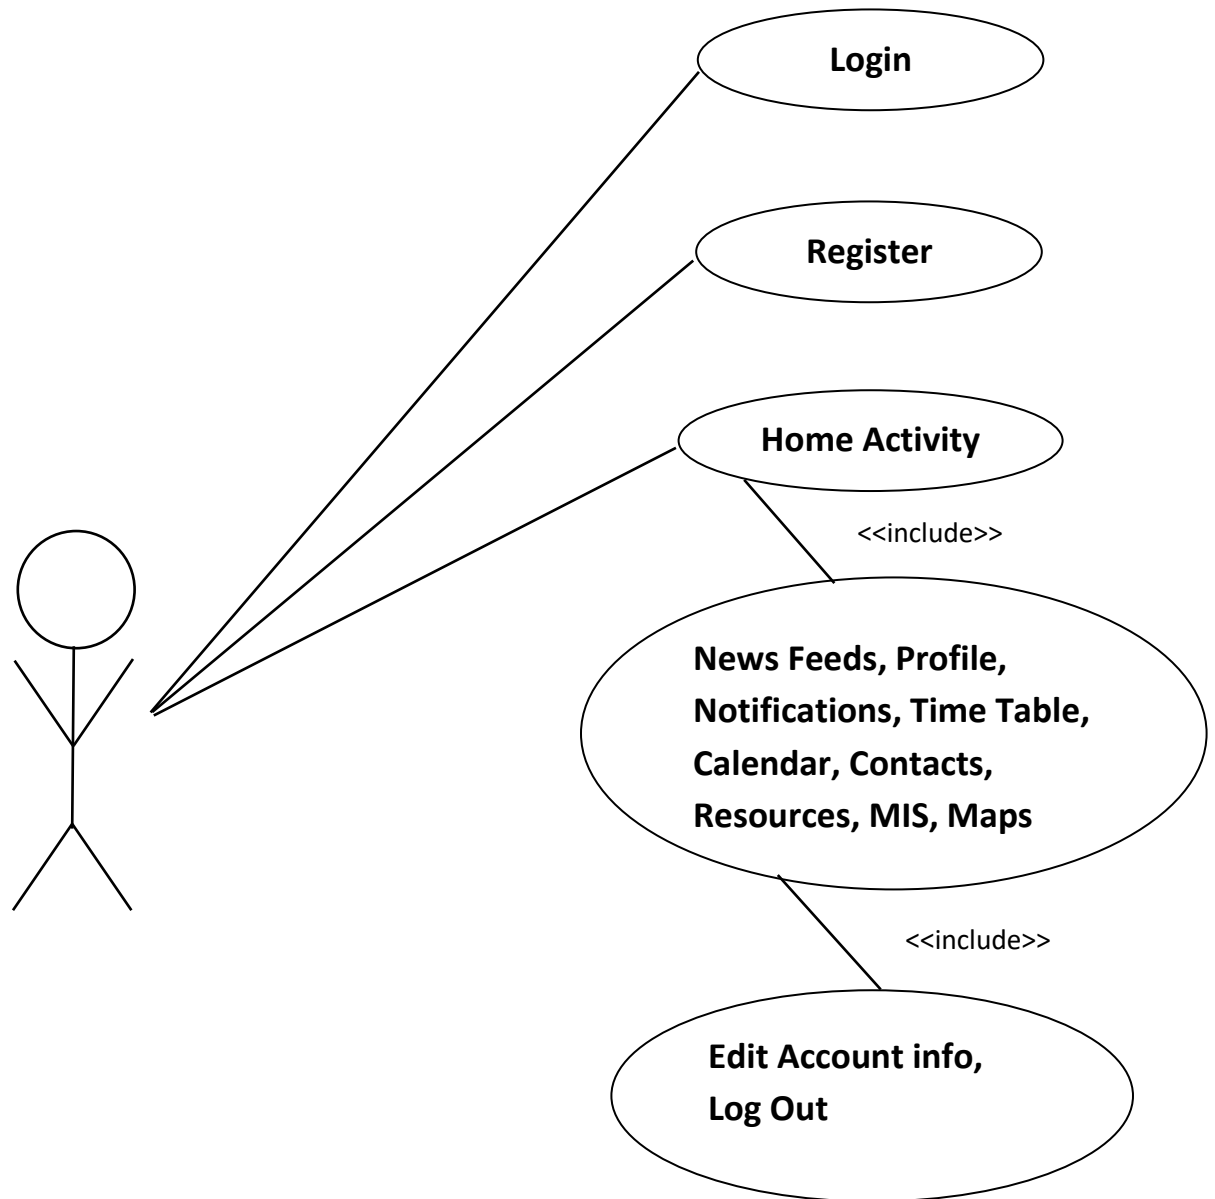 Login
Register
Home Activity
<<include>>
News Feeds, Profile,
Notifications, Time Table,
Calendar, Contacts,
Resources, MIS, Maps
<<include>>
Edit Account info,
Log Out